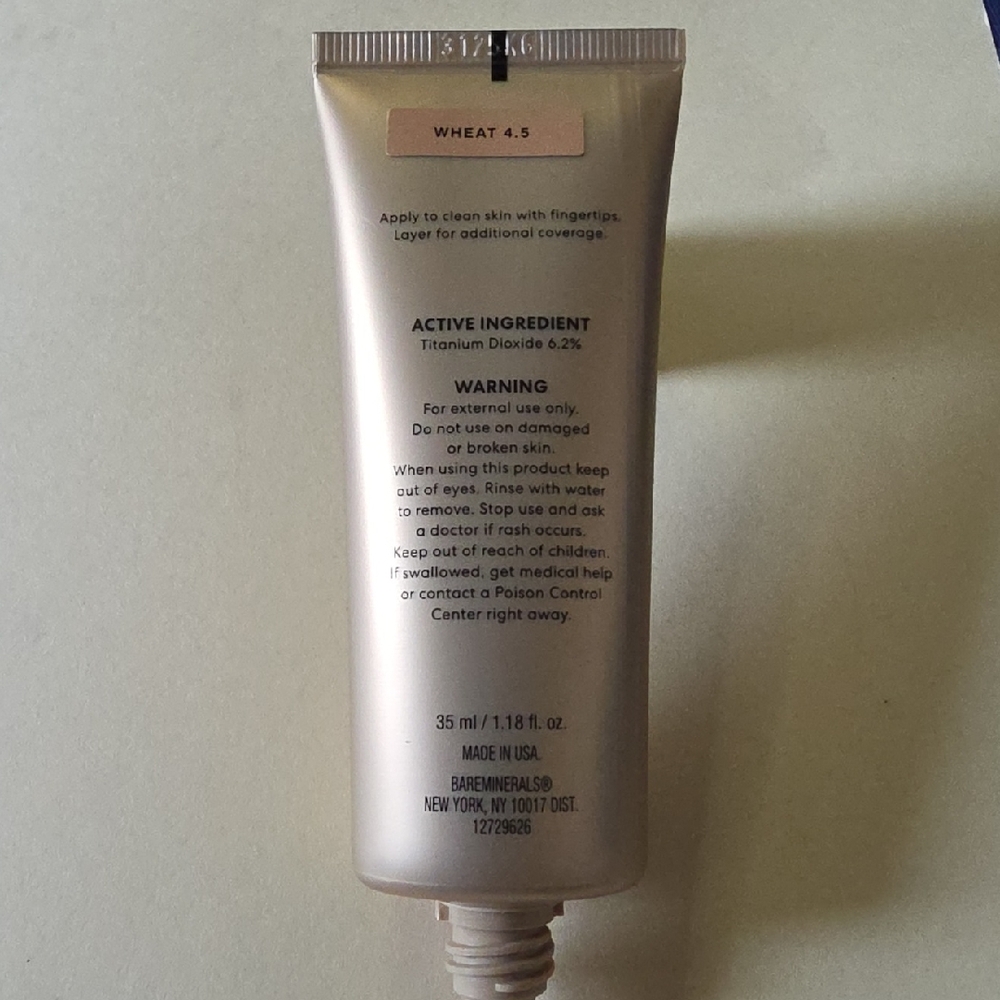 WHEAT 4.5
Apply to clean skin with fingertips.
Layer for additional coverage.
ACTIVE INGREDIENT
Titanium Dioxide 6.2%
WARNING
For external use only.
Do not use on damaged
or broken skin.
When using this product keep
out of eyes. Rinse with water
to remove. Stop use and ask
a doctor if rash occurs.
Keep out of reach of children.
If swallowed, get medical help
or contact a Poison Control
Center right away.
35 ml / 1.18 fl. oz.
MADE IN USA.
BAREMINERALS®
NEW YORK, NY 10017 DIST.
12729626